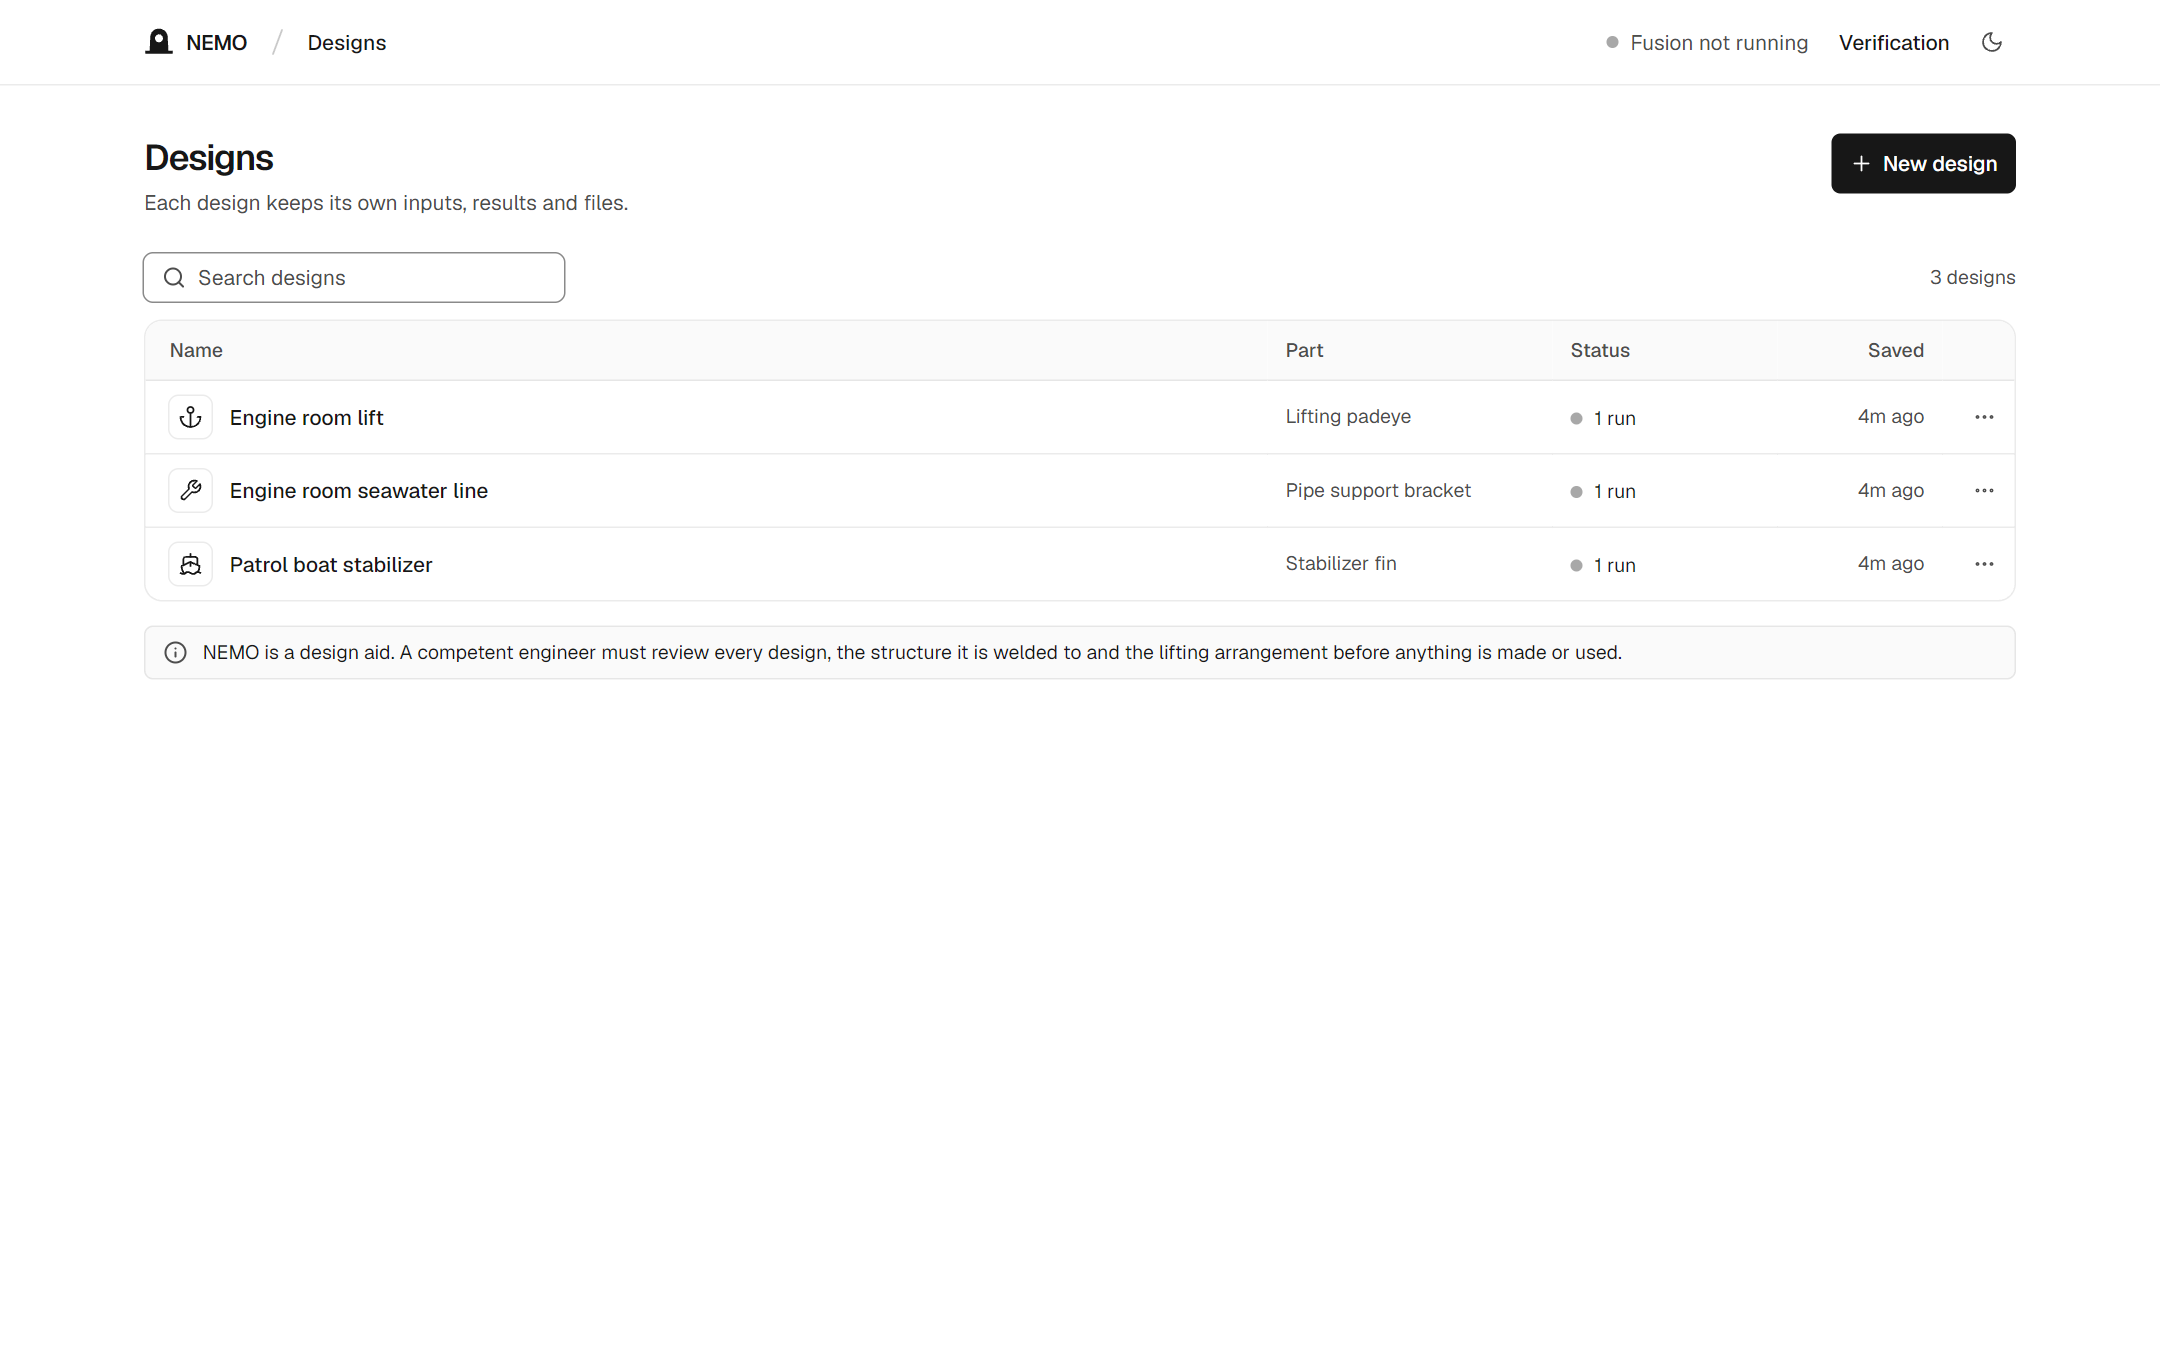 NEMO / Designs
Fusion not running
Verification
Designs
Each design keeps its own inputs, results and files.
+ New design
Search designs
3 designs
Name Part Status Saved
Engine room lift Lifting padeye 1 run 4m ago
Engine room seawater line Pipe support bracket 1 run 4m ago
Patrol boat stabilizer Stabilizer fin 1 run 4m ago
NEMO is a design aid. A competent engineer must review every design, the structure it is welded to and the lifting arrangement before anything is made or used.